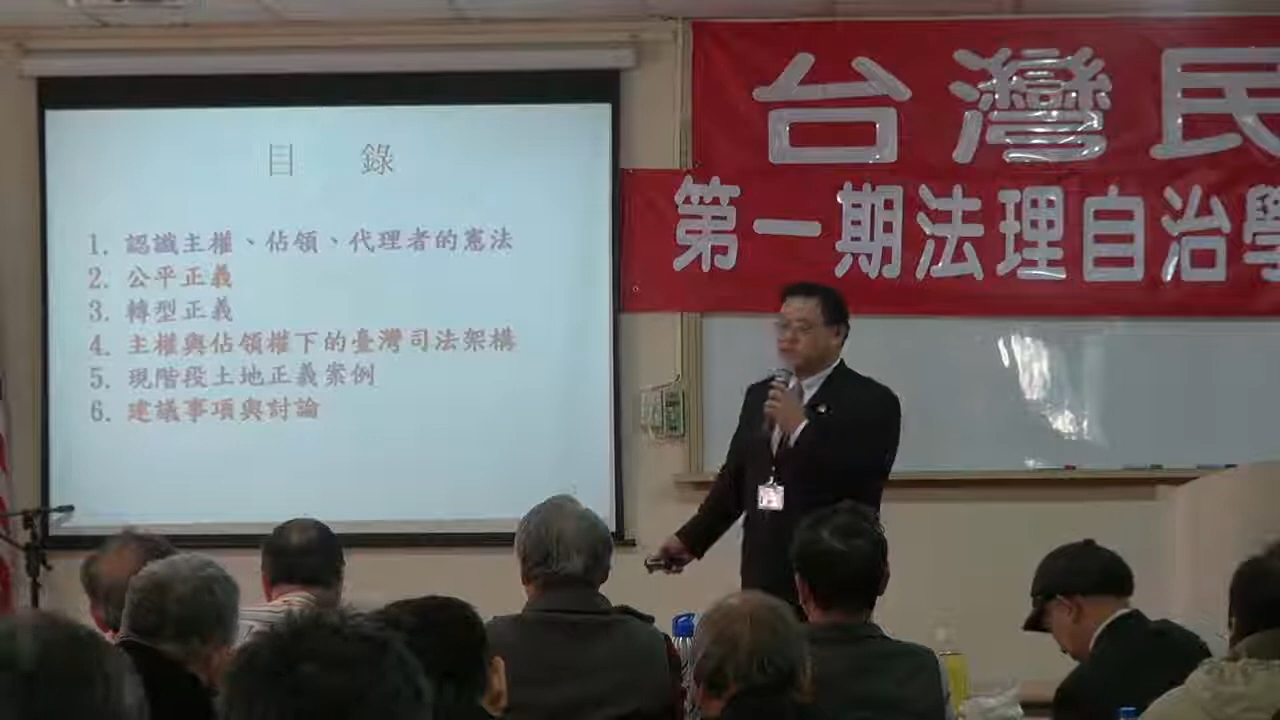 目 錄
1. 認識主權、佔領、代理者的憲法
2. 公平正義
3. 轉型正義
4. 主權與佔領權下的臺灣司法架構
5. 現階段土地正義案例
6. 建議事項與討論
台灣民
第一期法理自治學